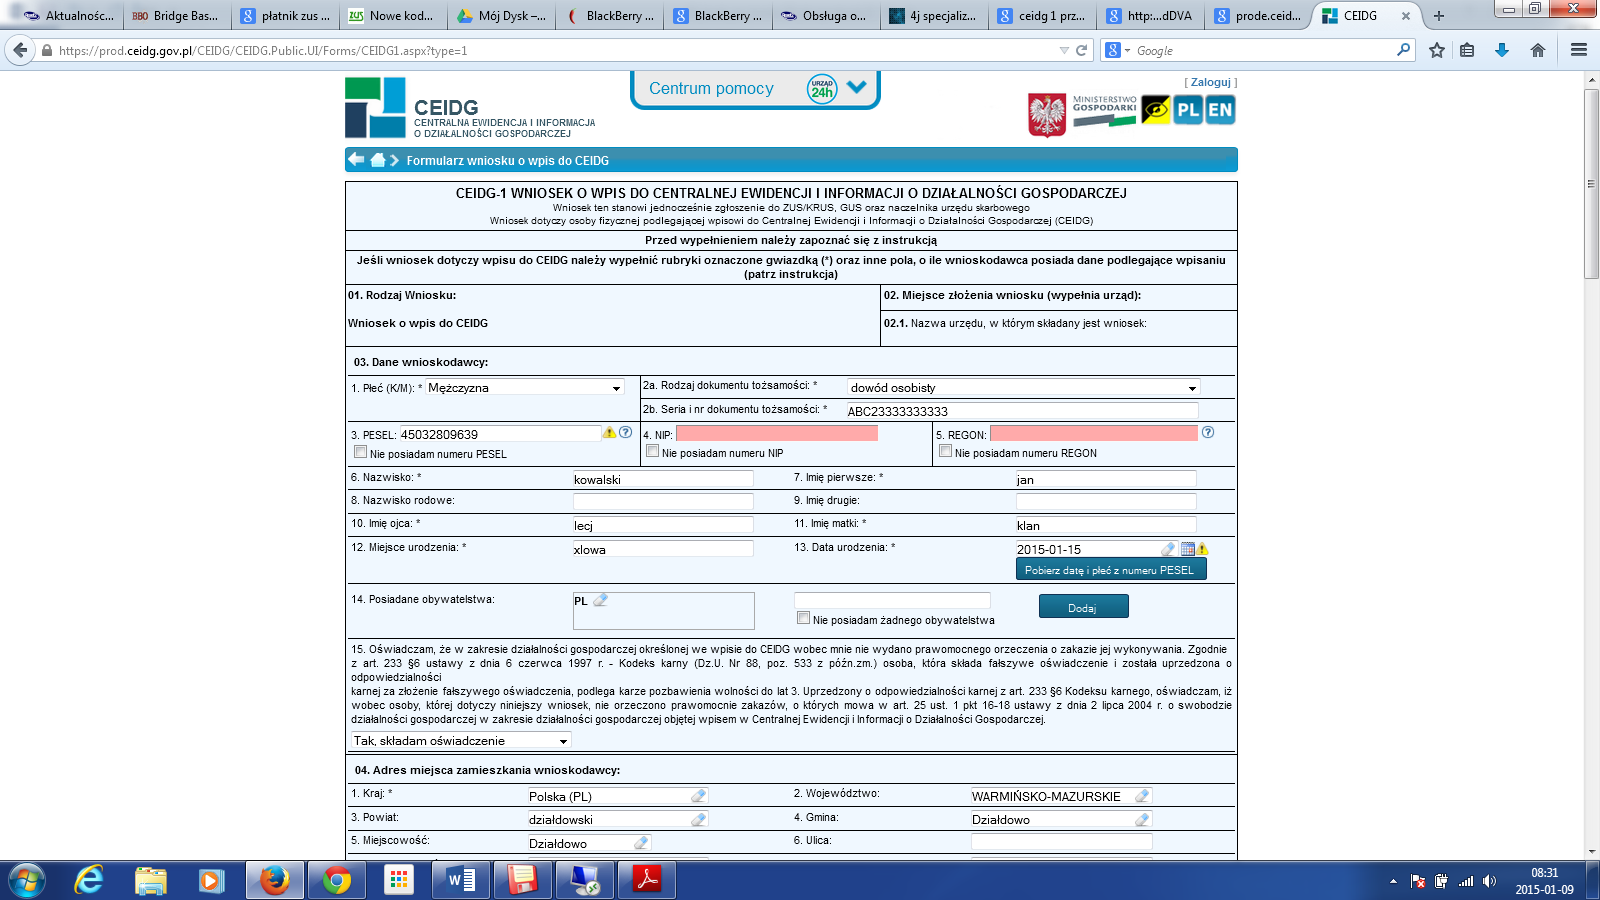 Aktualnośc...
BBO Bridge Bas...
płatnik zus ...
ZUS Nowe kod...
Mój Dysk –...
BlackBerry ...
BlackBerry ...
Obsługa o...
4j specjaliz...
ceidg 1 prz...
http:...dDVA
prode.ceid...
CEIDG
https://prod.ceidg.gov.pl/CEIDG/CEIDG.Public.UI/Forms/CEIDG1.aspx?type=1
Google
CEIDG
CENTRALNA EWIDENCJA I INFORMACJA
O DZIAŁALNOŚCI GOSPODARCZEJ
Centrum pomocy
URZĄD
24h
[ Zaloguj ]
MINISTERSTWO
GOSPODARKI
PL EN
Formularz wniosku o wpis do CEIDG
CEIDG-1 WNIOSEK O WPIS DO CENTRALNEJ EWIDENCJI I INFORMACJI O DZIAŁALNOŚCI GOSPODARCZEJ
Wniosek ten stanowi jednocześnie zgłoszenie do ZUS/KRUS, GUS oraz naczelnika urzędu skarbowego
Wniosek dotyczy osoby fizycznej podlegającej wpisowi do Centralnej Ewidencji i Informacji o Działalności Gospodarczej (CEIDG)
Przed wypełnieniem należy zapoznać się z instrukcją
Jeśli wniosek dotyczy wpisu do CEIDG należy wypełnić rubryki oznaczone gwiazdką (*) oraz inne pola, o ile wnioskodawca posiada dane podlegające wpisaniu
(patrz instrukcja)
01. Rodzaj Wniosku:
Wniosek o wpis do CEIDG
02. Miejsce złożenia wniosku (wypełnia urząd):
02.1. Nazwa urzędu, w którym składany jest wniosek:
03. Dane wnioskodawcy:
1. Płeć (K/M): * Mężczyzna
2a. Rodzaj dokumentu tożsamości: * dowód osobisty
2b. Seria i nr dokumentu tożsamości: * ABC23333333333
3. PESEL: 45032809639
Nie posiadam numeru PESEL
4. NIP:
Nie posiadam numeru NIP
5. REGON:
Nie posiadam numeru REGON
6. Nazwisko: * kowalski
7. Imię pierwsze: * jan
8. Nazwisko rodowe:
9. Imię drugie:
10. Imię ojca: * lecj
11. Imię matki: * klan
12. Miejsce urodzenia: * xlowa
13. Data urodzenia: * 2015-01-15
Pobierz datę i płeć z numeru PESEL
14. Posiadane obywatelstwa: PL
Nie posiadam żadnego obywatelstwa
Dodaj
15. Oświadczam, że w zakresie działalności gospodarczej określonej we wpisie do CEIDG wobec mnie nie wydano prawomocnego orzeczenia o zakazie jej wykonywania. Zgodnie
z art. 233 §6 ustawy z dnia 6 czerwca 1997 r. - Kodeks karny (Dz.U. Nr 88, poz. 533 z późn.zm.) osoba, która składa fałszywe oświadczenie i została uprzedzona o
odpowiedzialności
karnej za złożenie fałszywego oświadczenia, podlega karze pozbawienia wolności do lat 3. Uprzedzony o odpowiedzialności karnej z art. 233 §6 Kodeksu karnego, oświadczam, iż
wobec osoby, której dotyczy niniejszy wniosek, nie orzeczono prawomocnie zakazów, o których mowa w art. 25 ust. 1 pkt 16-18 ustawy z dnia 2 lipca 2004 r. o swobodzie
działalności gospodarczej w zakresie działalności gospodarczej objętej wpisem w Centralnej Ewidencji i Informacji o Działalności Gospodarczej.
Tak, składam oświadczenie
04. Adres miejsca zamieszkania wnioskodawcy:
1. Kraj: * Polska (PL)
2. Województwo: WARMIŃSKO-MAZURSKIE
3. Powiat: działdowski
4. Gmina: Działdowo
5. Miejscowość: Działdowo
6. Ulica:
08:31
2015-01-09